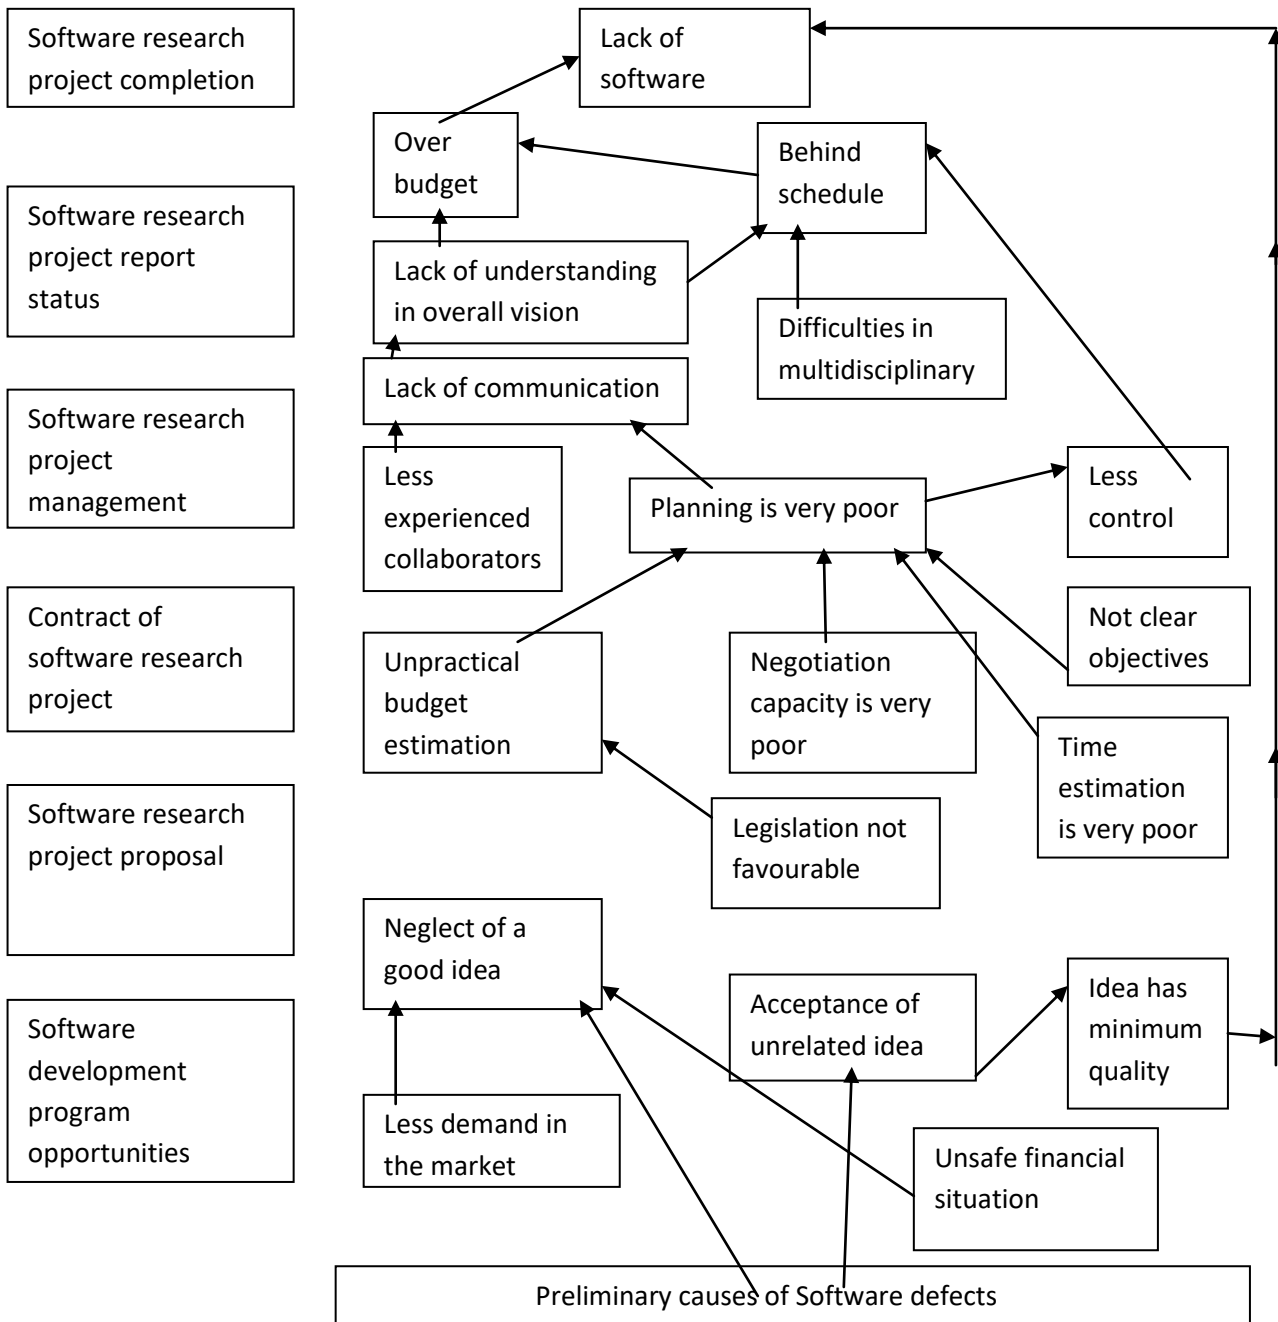 Software research
project completion
Lack of
software
Over
budget
Behind
schedule
Software research
project report
status
Lack of understanding
in overall vision
Difficulties in
multidisciplinary
Lack of communication
Software research
project
management
Less
experienced
collaborators
Planning is very poor
Less
control
Contract of
software research
project
Unpractical
budget
estimation
Negotiation
capacity is very
poor
Not clear
objectives
Time
estimation
is very poor
Software research
project proposal
Legislation not
favourable
Neglect of a
good idea
Acceptance of
unrelated idea
Idea has
minimum
quality
Software
development
program
opportunities
Less demand in
the market
Unsafe financial
situation
Preliminary causes of Software defects